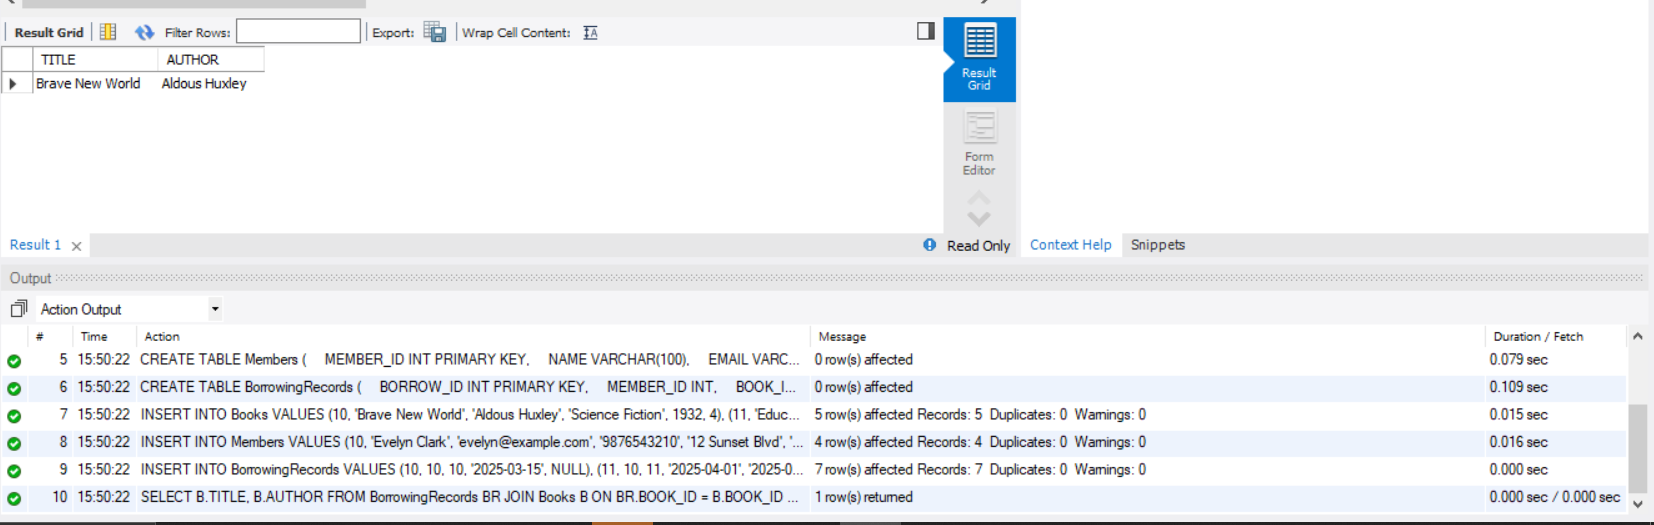 Result Grid Filter Rows: Export: Wrap Cell Content:
TITLE AUTHOR
Brave New World Aldous Huxley
Result
Grid
Form
Editor
Result 1 Read Only Context Help Snippets
Output
Action Output
# Time Action Message Duration / Fetch
5 15:50:22 CREATE TABLE Members ( MEMBER_ID INT PRIMARY KEY, NAME VARCHAR(100), EMAIL VARC... 0 row(s) affected 0.079 sec
6 15:50:22 CREATE TABLE BorrowingRecords ( BORROW_ID INT PRIMARY KEY, MEMBER_ID INT, BOOK_I... 0 row(s) affected 0.109 sec
7 15:50:22 INSERT INTO Books VALUES (10, 'Brave New World', 'Aldous Huxley', 'Science Fiction', 1932, 4), (11, 'Educ... 5 row(s) affected Records: 5 Duplicates: 0 Warnings: 0 0.015 sec
8 15:50:22 INSERT INTO Members VALUES (10, 'Evelyn Clark', 'evelyn@example.com', '9876543210', '12 Sunset Blvd', '... 4 row(s) affected Records: 4 Duplicates: 0 Warnings: 0 0.016 sec
9 15:50:22 INSERT INTO BorrowingRecords VALUES (10, 10, 10, '2025-03-15', NULL), (11, 10, 11, '2025-04-01', '2025-0... 7 row(s) affected Records: 7 Duplicates: 0 Warnings: 0 0.000 sec
10 15:50:22 SELECT B.TITLE, B.AUTHOR FROM BorrowingRecords BR JOIN Books B ON BR.BOOK_ID = B.BOOK_ID ... 1 row(s) returned 0.000 sec / 0.000 sec